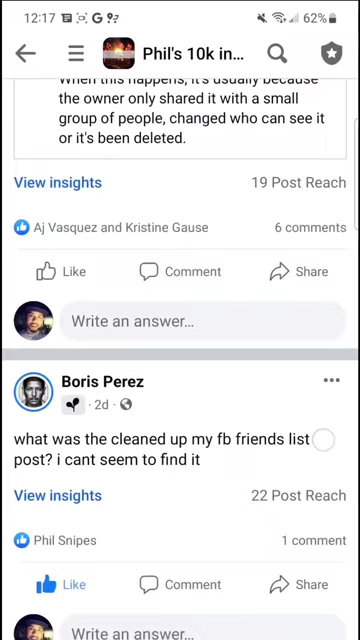 12:17 62%
Phil's 10k in...
When this happens, it's usually because
the owner only shared it with a small
group of people, changed who can see it
or it's been deleted.
View insights 19 Post Reach
Aj Vasquez and Kristine Gause 6 comments
Like Comment Share
Write an answer...
Boris Perez
2d
what was the cleaned up my fb friends list
post? i cant seem to find it
View insights 22 Post Reach
Phil Snipes 1 comment
Like Comment Share
Write an answer...